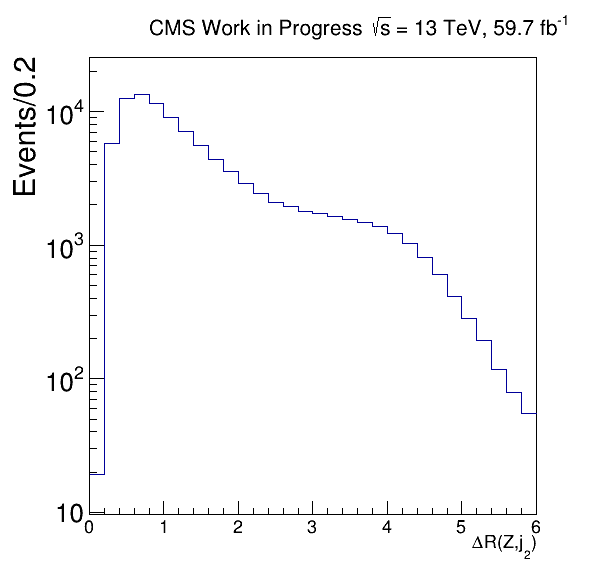 CMS Work in Progress √s = 13 TeV, 59.7 fb⁻¹
Events/0.2
10⁴
10³
10²
10
0 1 2 3 4 5 6
ΔR(Z,j₂)